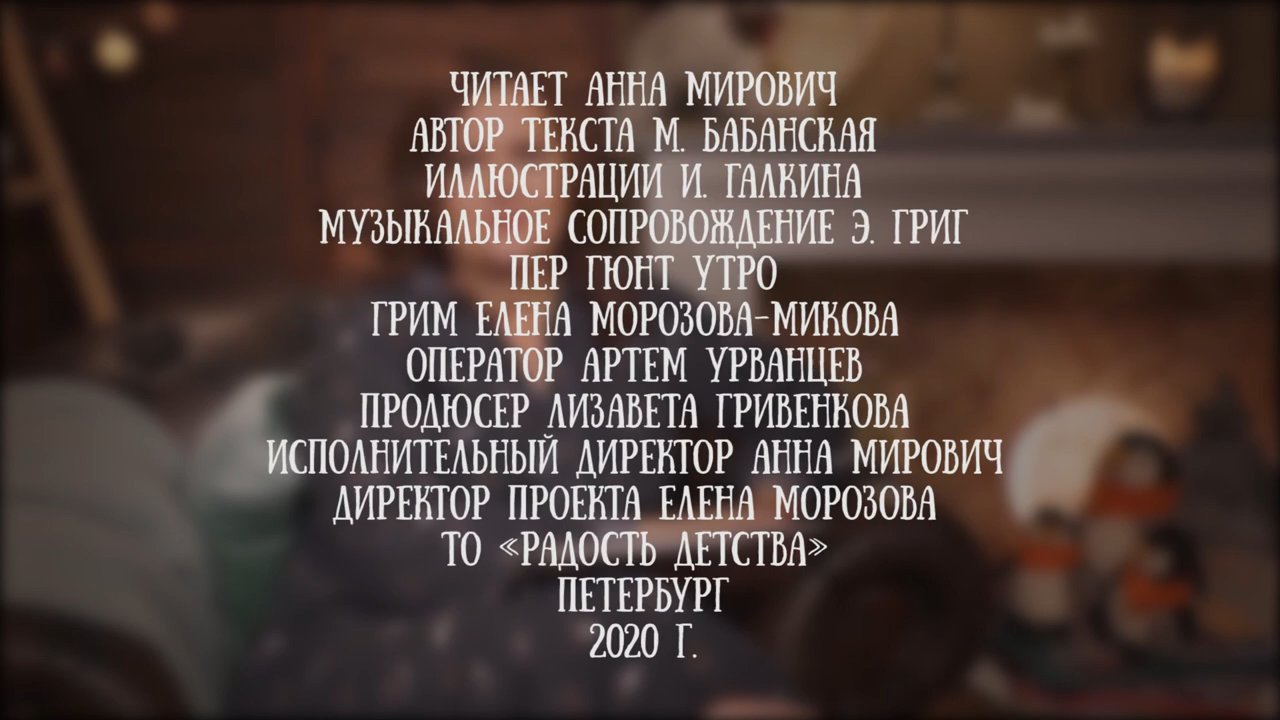 ЧИТАЕТ АННА МИРОВИЧ
АВТОР ТЕКСТА М. БАБАНСКАЯ
ИЛЛЮСТРАЦИИ И. ГАЛКИНА
МУЗЫКАЛЬНОЕ СОПРОВОЖДЕНИЕ Э. ГРИГ
ПЕР ГЮНТ УТРО
ГРИМ ЕЛЕНА МОРОЗОВА-МИКОВА
ОПЕРАТОР АРТЕМ УРВАНЦЕВ
ПРОДЮСЕР ЛИЗАВЕТА ГРИВЕНКОВА
ИСПОЛНИТЕЛЬНЫЙ ДИРЕКТОР АННА МИРОВИЧ
ДИРЕКТОР ПРОЕКТА ЕЛЕНА МОРОЗОВА
ТО «РАДОСТЬ ДЕТСТВА»
ПЕТЕРБУРГ
2020 Г.